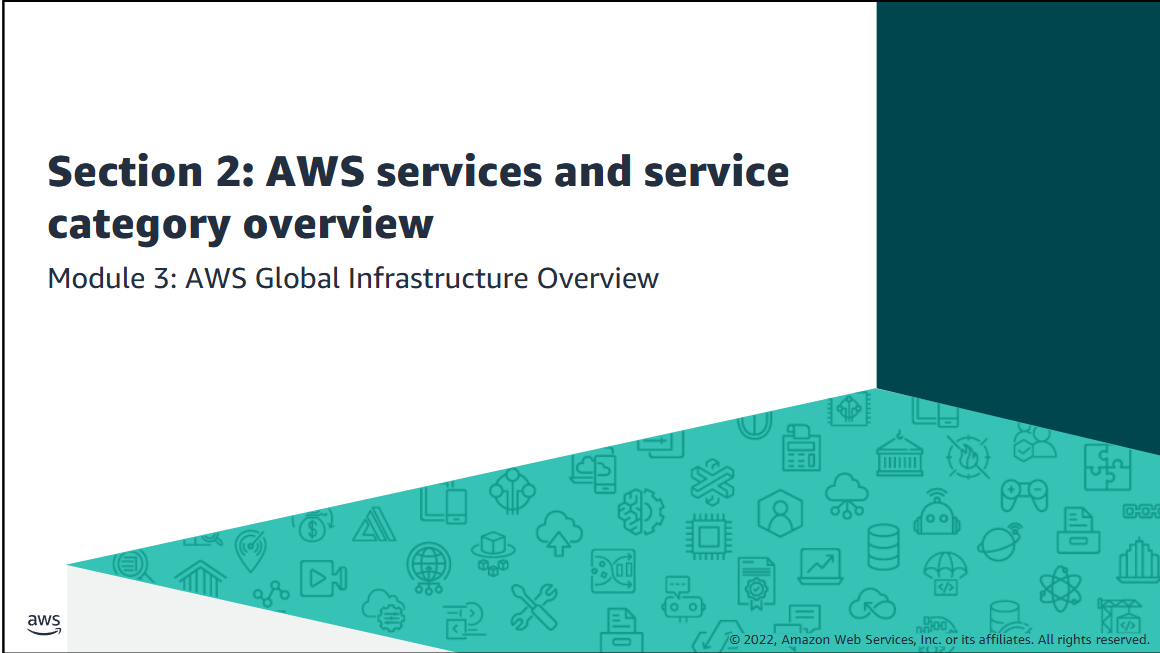 Section 2: AWS services and service
category overview
Module 3: AWS Global Infrastructure Overview
aws
© 2022, Amazon Web Services, Inc. or its affiliates. All rights reserved.